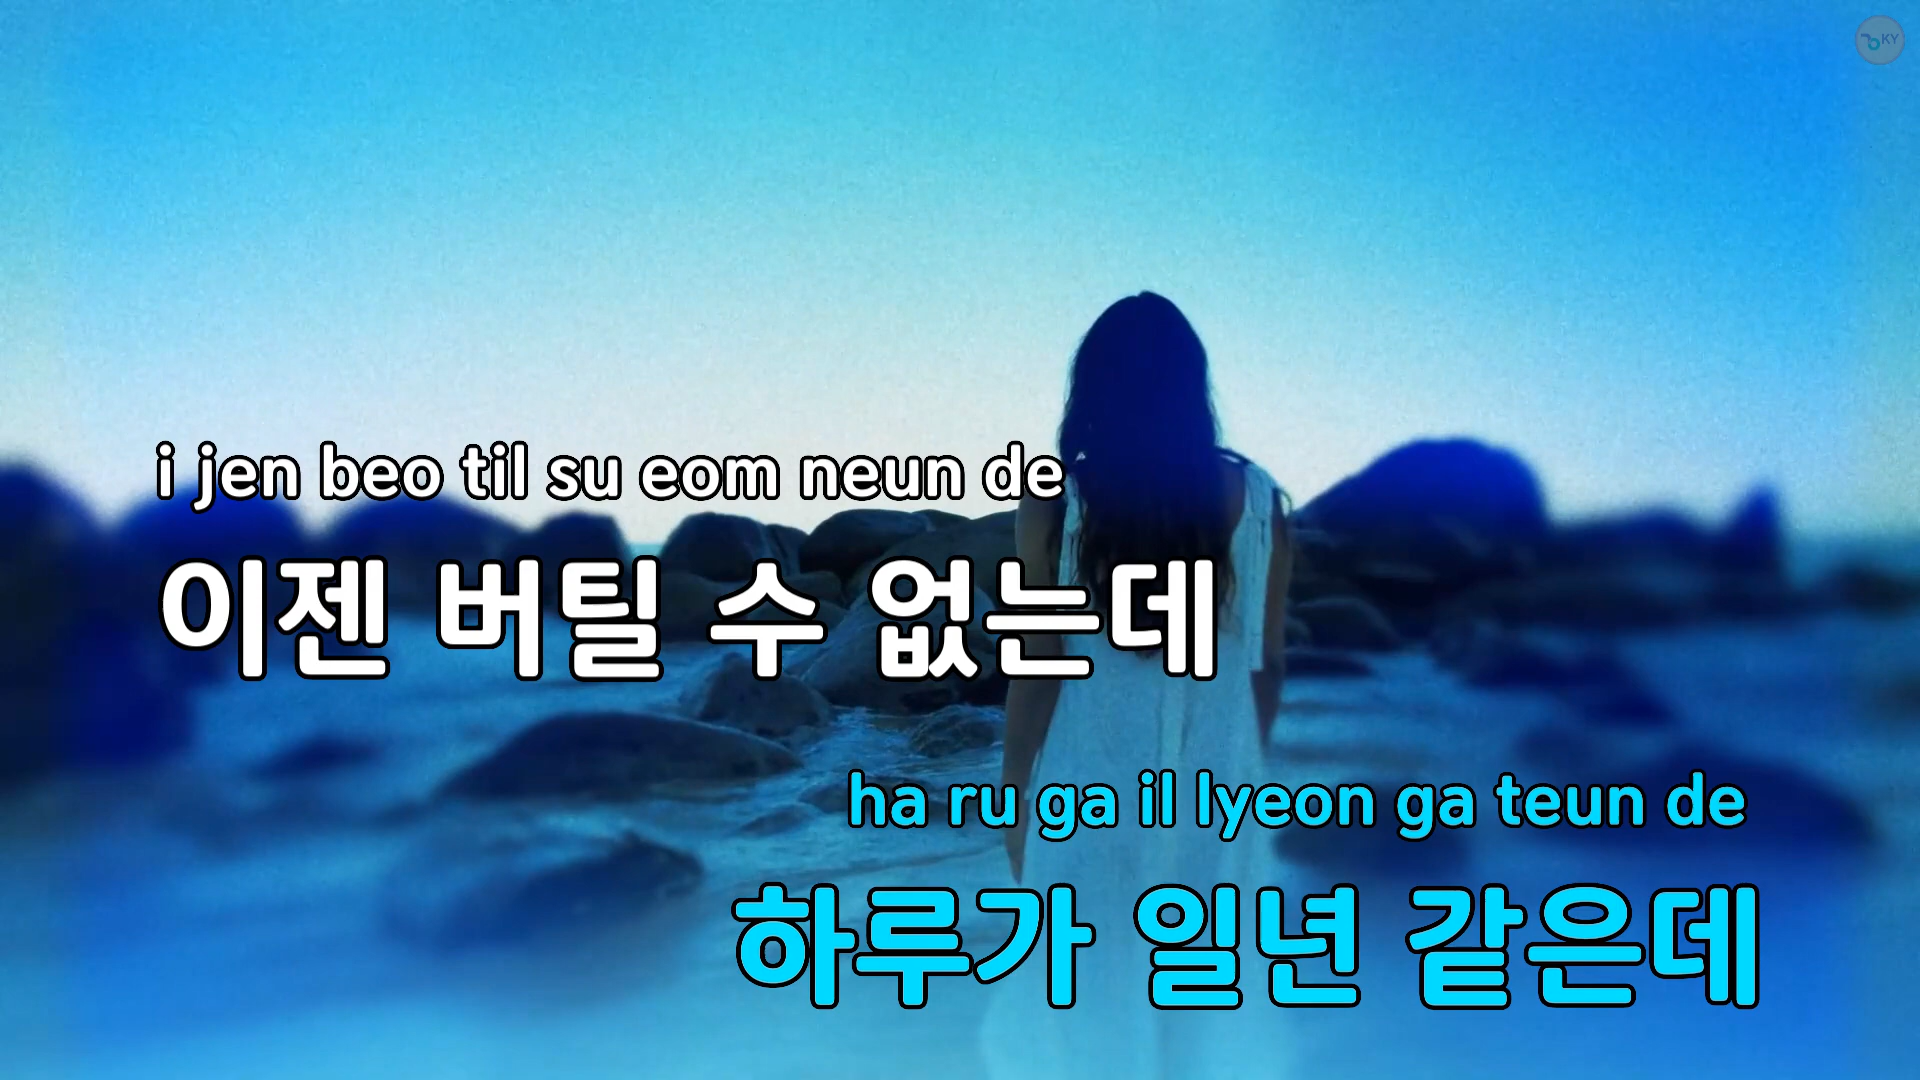 KY
i jen beo til su eom neun de
이젠 버틸 수 없는데
ha ru ga il lyeon ga teun de
하루가 일년 같은데